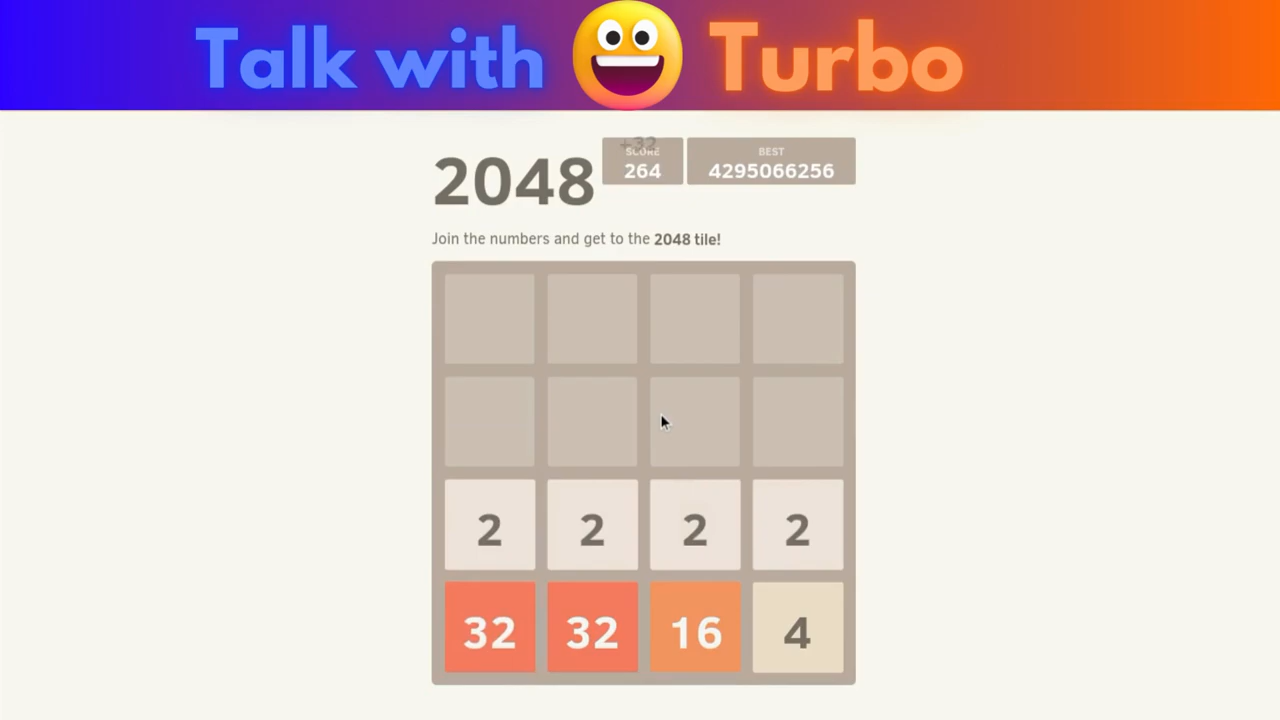 Talk with Turbo
2048
+32
SCORE
264
BEST
4295066256
Join the numbers and get to the 2048 tile!
2 2 2 2
32 32 16 4